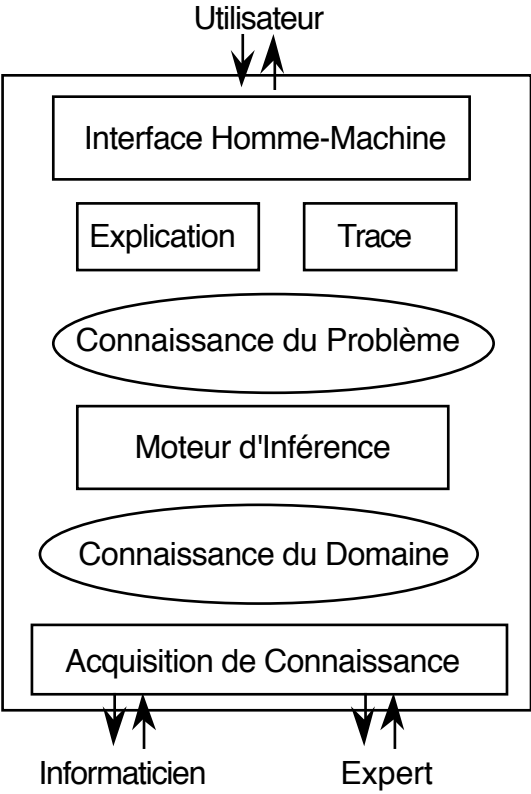 Utilisateur
Interface Homme-Machine
Explication
Trace
Connaissance du Problème
Moteur d'Inférence
Connaissance du Domaine
Acquisition de Connaissance
Informaticien
Expert